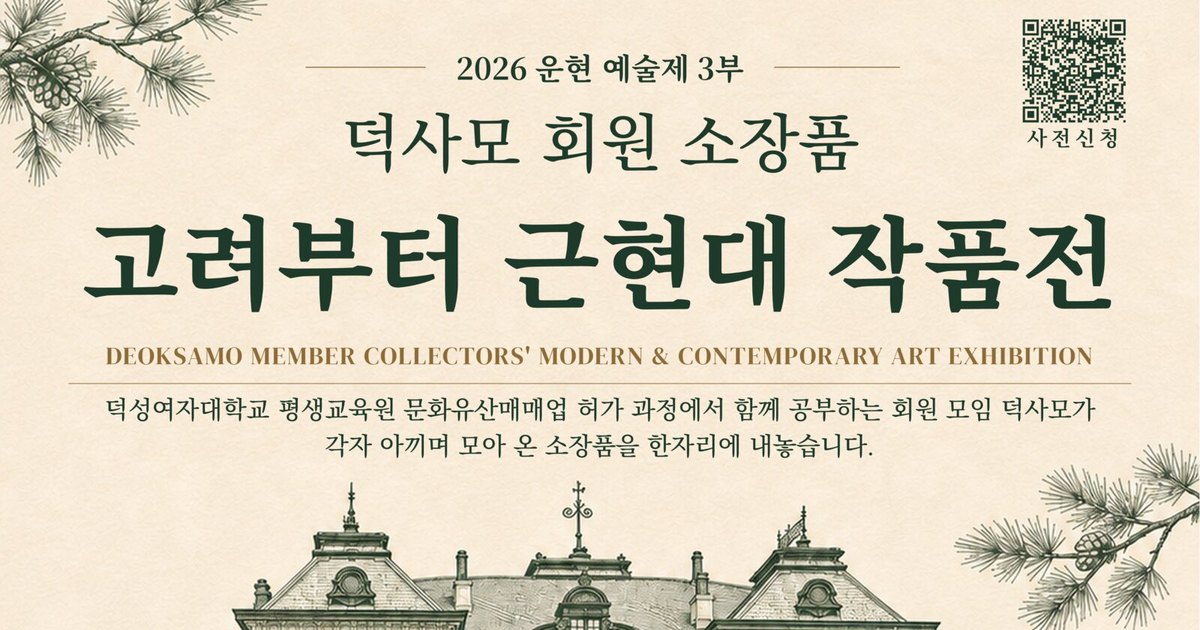 2026 운현 예술제 3부
사전신청
덕사모 회원 소장품
고려부터 근현대 작품전
DEOKSAMO MEMBER COLLECTORS' MODERN & CONTEMPORARY ART EXHIBITION
덕성여자대학교 평생교육원 문화유산매매업 허가 과정에서 함께 공부하는 회원 모임 덕사모가
각자 아끼며 모아 온 소장품을 한자리에 내놓습니다.